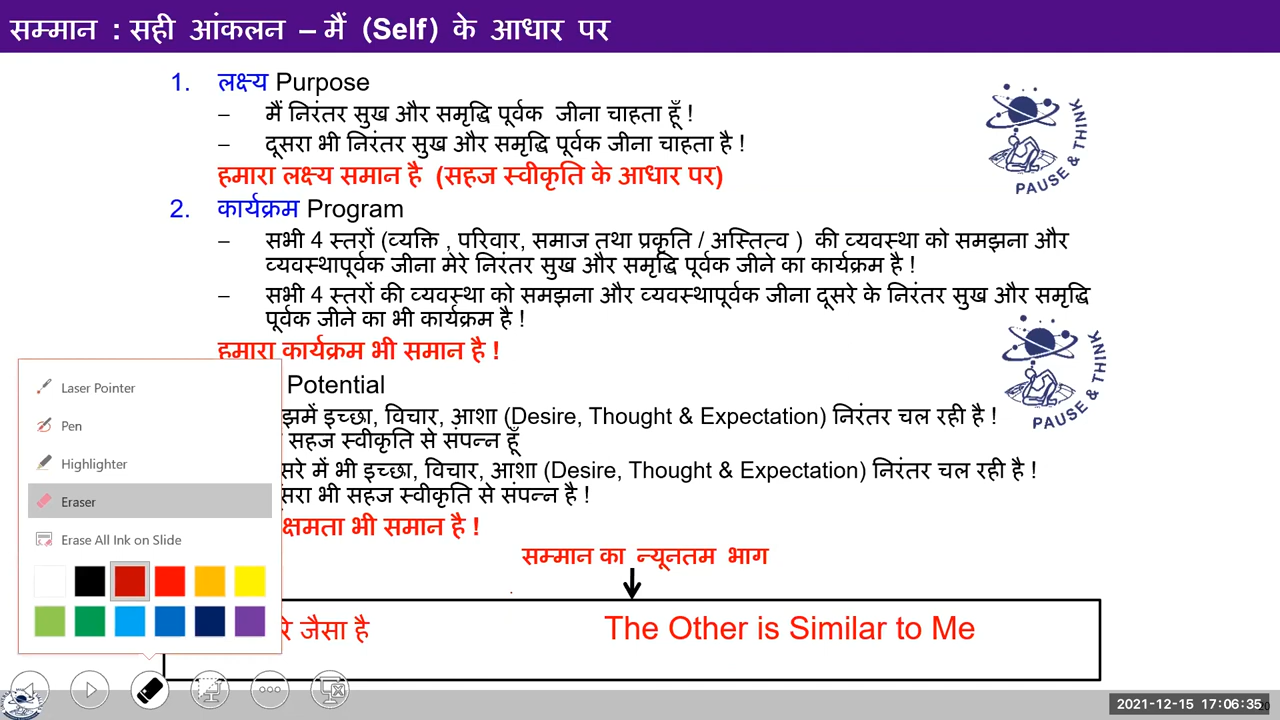 सम्मान : सही आंकलन – मैं (Self) के आधार पर
1. लक्ष्य Purpose
– मैं निरंतर सुख और समृद्धि पूर्वक जीना चाहता हूँ !
– दूसरा भी निरंतर सुख और समृद्धि पूर्वक जीना चाहता है !
हमारा लक्ष्य समान है (सहज स्वीकृति के आधार पर)
2. कार्यक्रम Program
– सभी 4 स्तरों (व्यक्ति , परिवार, समाज तथा प्रकृति / अस्तित्व ) की व्यवस्था को समझना और
व्यवस्थापूर्वक जीना मेरे निरंतर सुख और समृद्धि पूर्वक जीने का कार्यक्रम है !
– सभी 4 स्तरों की व्यवस्था को समझना और व्यवस्थापूर्वक जीना दूसरे के निरंतर सुख और समृद्धि
पूर्वक जीने का भी कार्यक्रम है !
हमारा कार्यक्रम भी समान है !
Potential
इच्छा, विचार, आशा (Desire, Thought & Expectation) निरंतर चल रही है !
सहज स्वीकृति से संपन्न हूँ
में भी इच्छा, विचार, आशा (Desire, Thought & Expectation) निरंतर चल रही है !
भी सहज स्वीकृति से संपन्न है !
क्षमता भी समान है !
सम्मान का न्यूनतम भाग
जैसा है The Other is Similar to Me
PAUSE & THINK
PAUSE & THINK
Laser Pointer
Pen
Highlighter
Eraser
Erase All Ink on Slide
2021-12-15 17:06:35